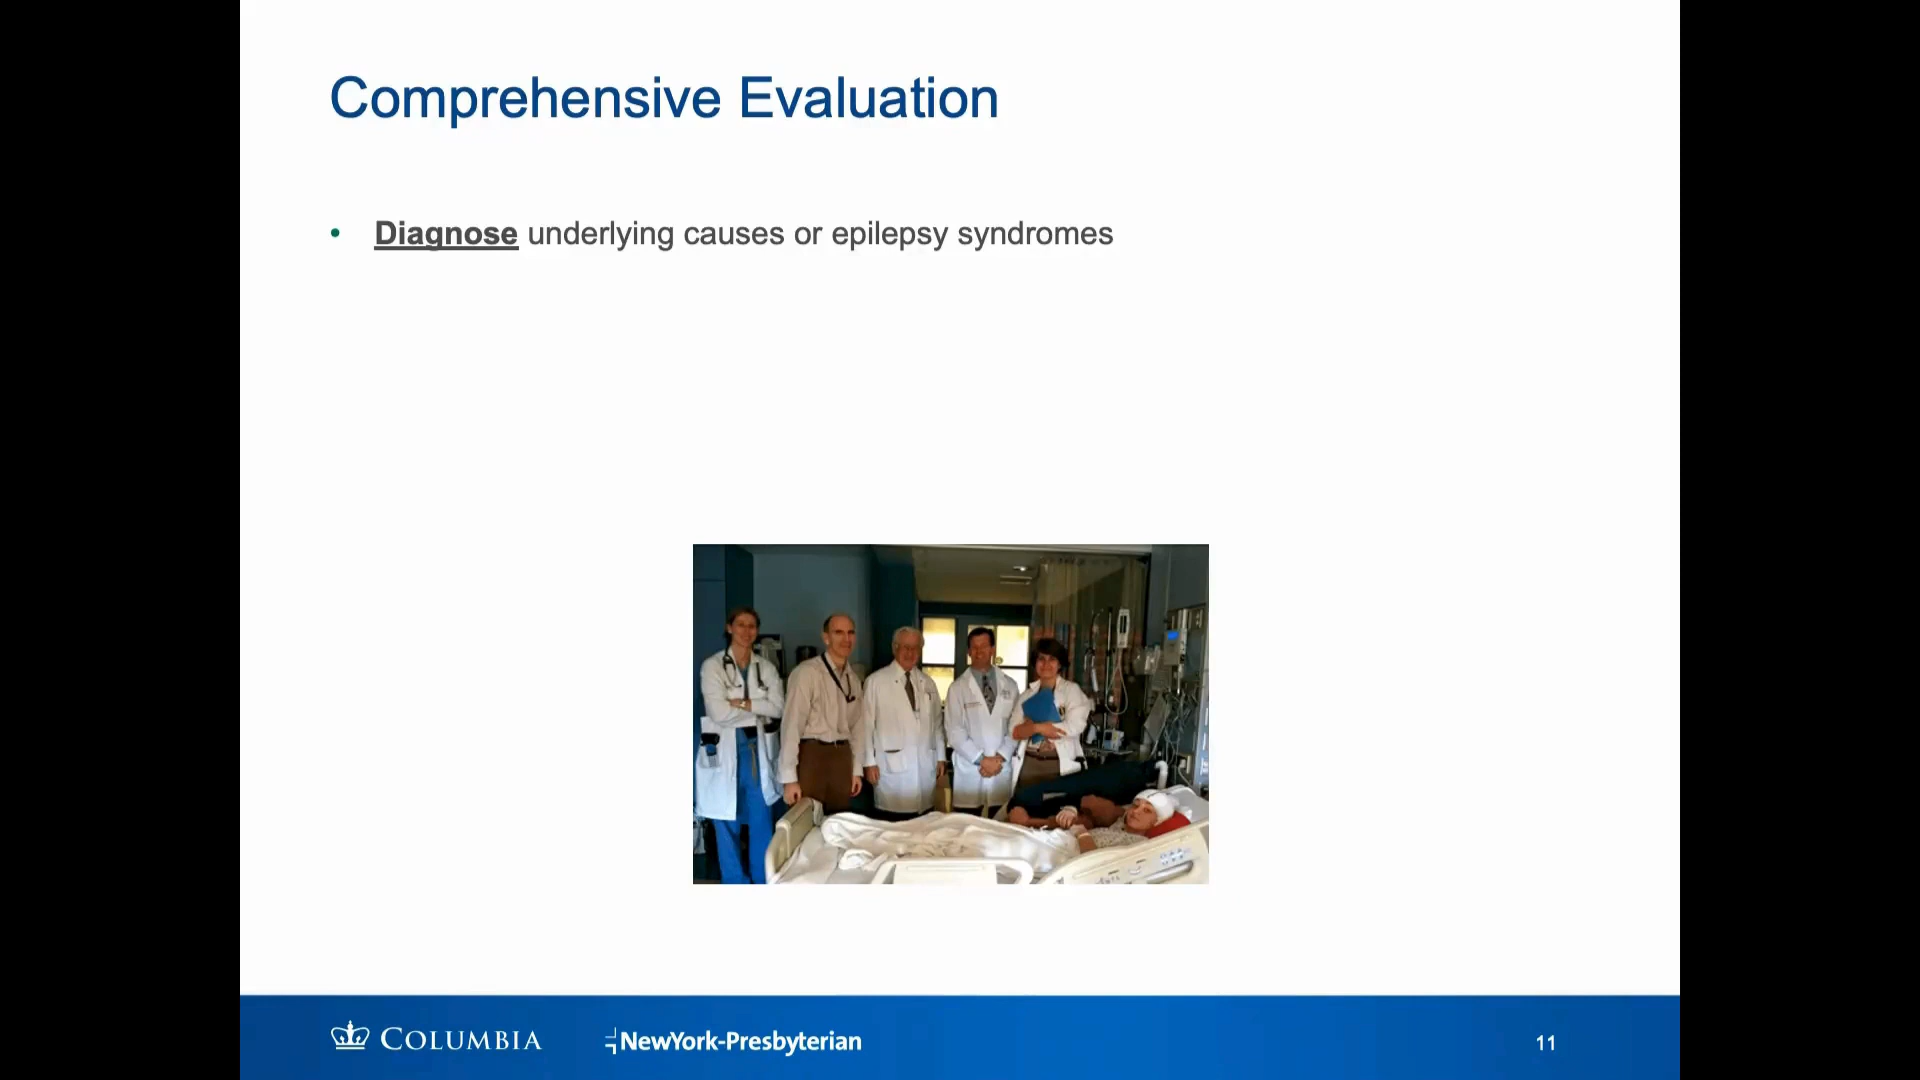 Comprehensive Evaluation
• Diagnose underlying causes or epilepsy syndromes
COLUMBIA
NewYork-Presbyterian
11